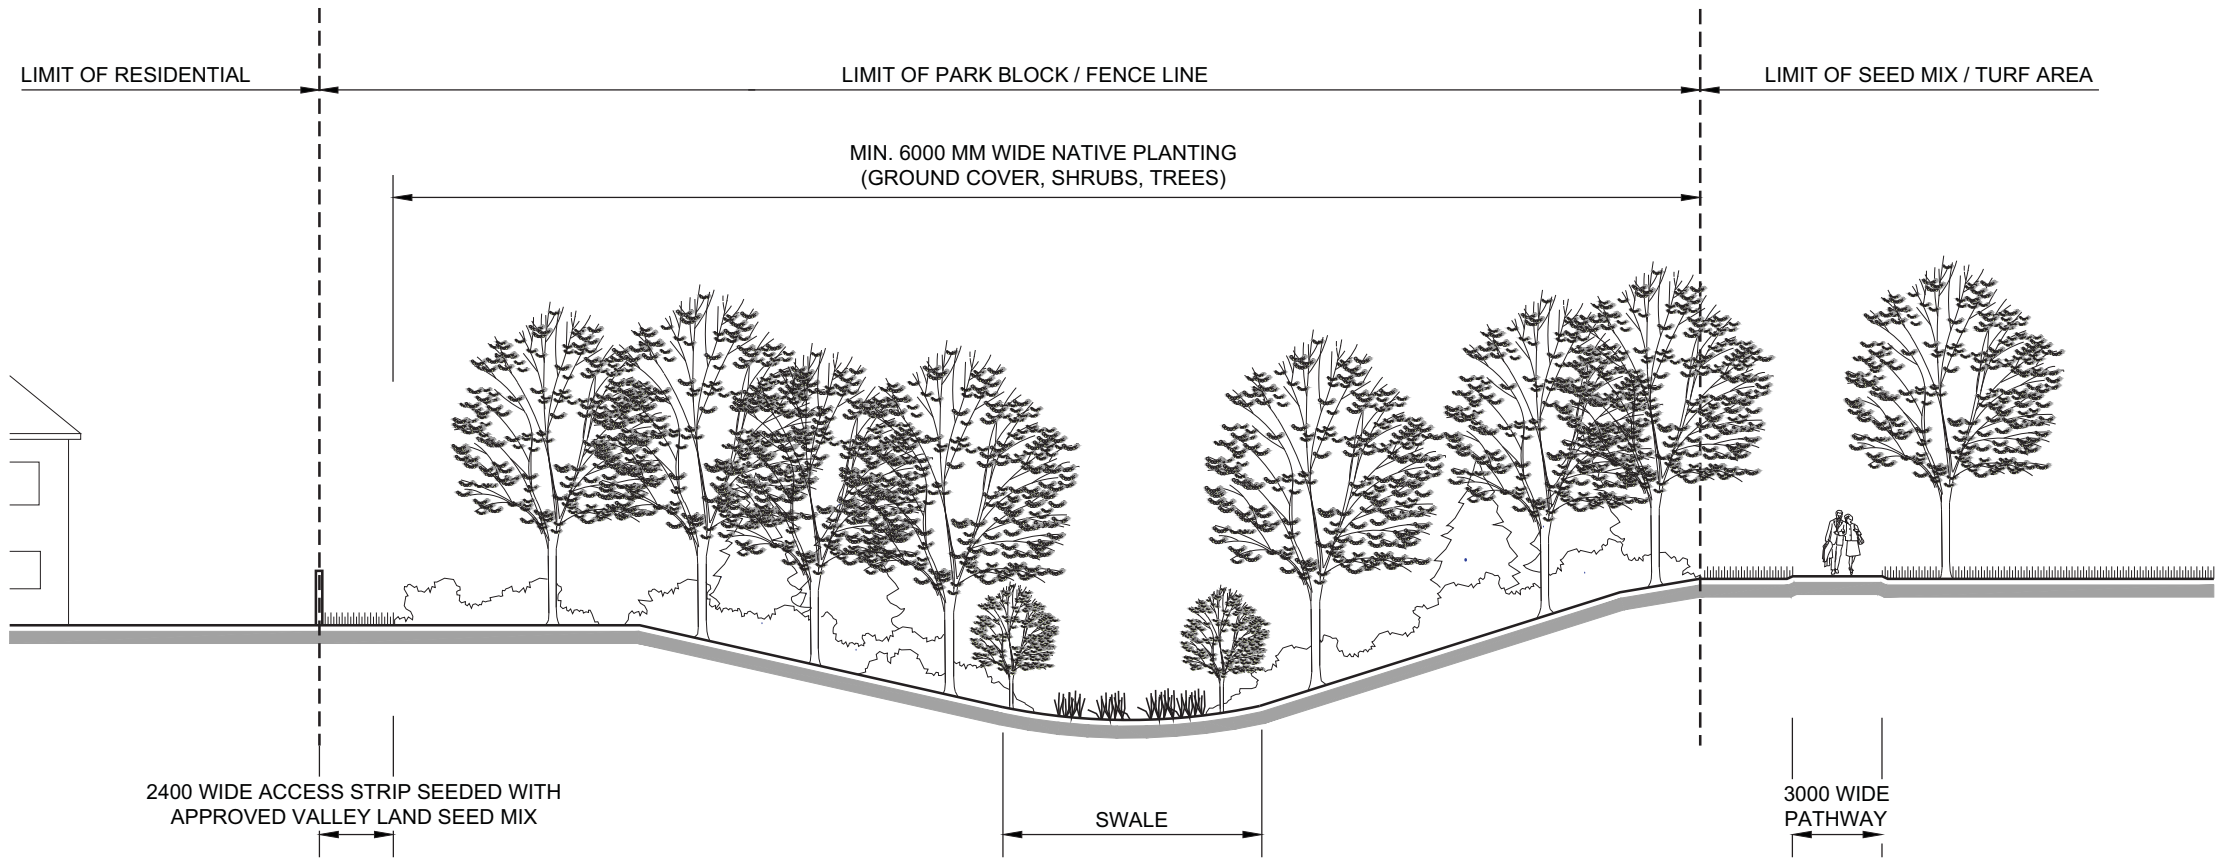 LIMIT OF RESIDENTIAL
LIMIT OF PARK BLOCK / FENCE LINE
LIMIT OF SEED MIX / TURF AREA
MIN. 6000 MM WIDE NATIVE PLANTING
(GROUND COVER, SHRUBS, TREES)
2400 WIDE ACCESS STRIP SEEDED WITH
APPROVED VALLEY LAND SEED MIX
SWALE
3000 WIDE
PATHWAY